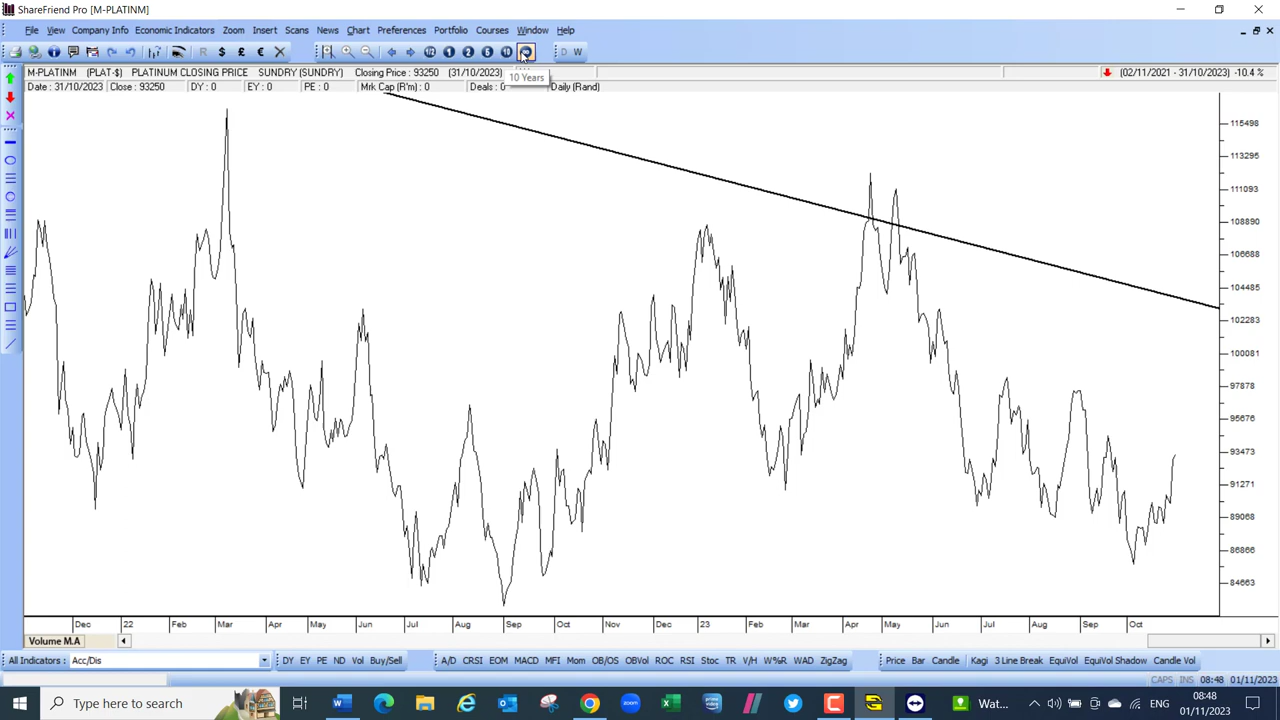 ShareFriend Pro [M-PLATINM]
File View Company Info Economic Indicators Zoom Insert Scans News Chart Preferences Portfolio Courses Window Help
R $ £ € 1/2 1 2 5 10 D W
M-PLATINM (PLAT-$) PLATINUM CLOSING PRICE SUNDRY (SUNDRY) Closing Price : 93250 (31/10/2023) (02/11/2021 - 31/10/2023) -10.4 %
10 Years
Date : 31/10/2023 Close : 93250 DY : 0 EY : 0 PE : 0 Mrk Cap (R'm) : 0 Deals : 0 Daily (Rand)
115498
113295
111093
108890
106688
104485
102283
100081
97878
95676
93473
91271
89068
86866
84663
Dec 22 Feb Mar Apr May Jun Jul Aug Sep Oct Nov Dec 23 Feb Mar Apr May Jun Jul Aug Sep Oct
Volume M.A
All Indicators : Acc/Dis DY EY PE ND Vol Buy/Sell A/D CRSI EOM MACD MFI Mom OB/OS OBVol ROC RSI Stoc TR V/H W%R WAD ZigZag Price Bar Candle Kagi 3 Line Break EquiVol EquiVol Shadow Candle Vol
CAPS INS 08:48 01/11/2023
Type here to search Wat... ENG 08:48
01/11/2023